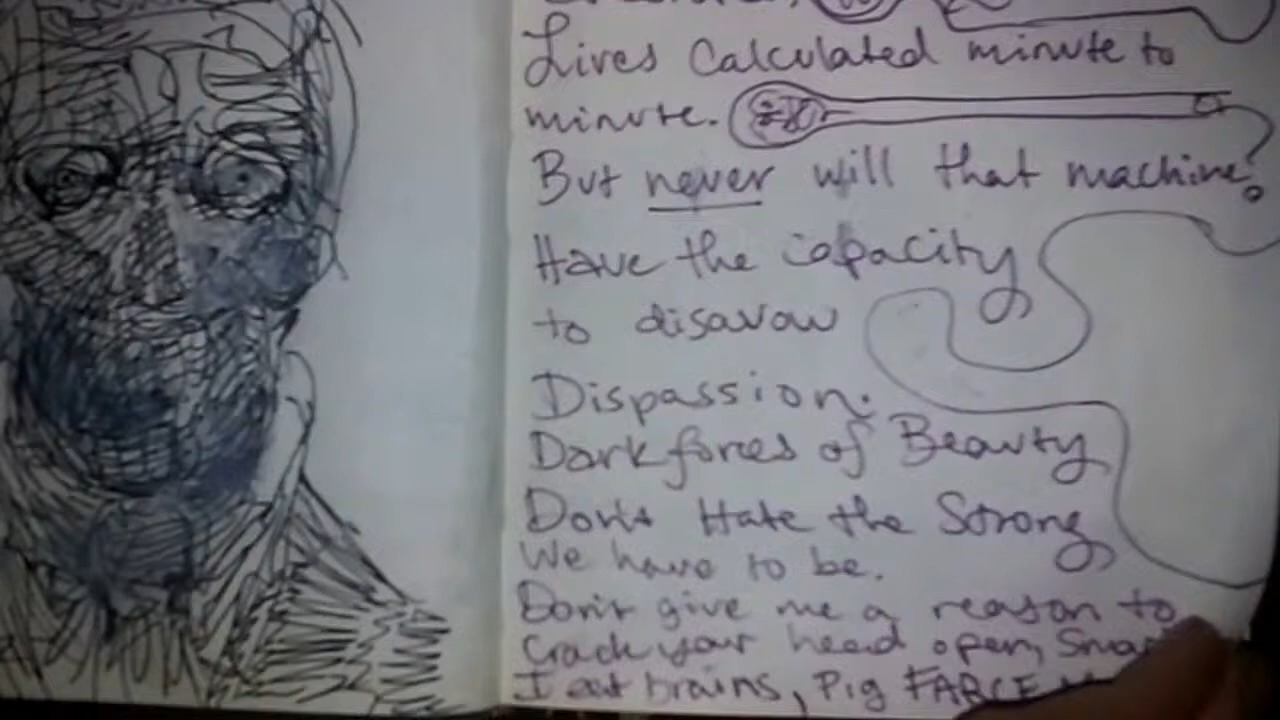 Lives Calculated minute to
minute.
But never will that machine
Have the capacity
to disavow
Dispassion.
Dark forces of Beauty
Don't Hate the Strong
We have to be.
Don't give me a reason to
Crack your head open,
I eat brains, Pig FARCE